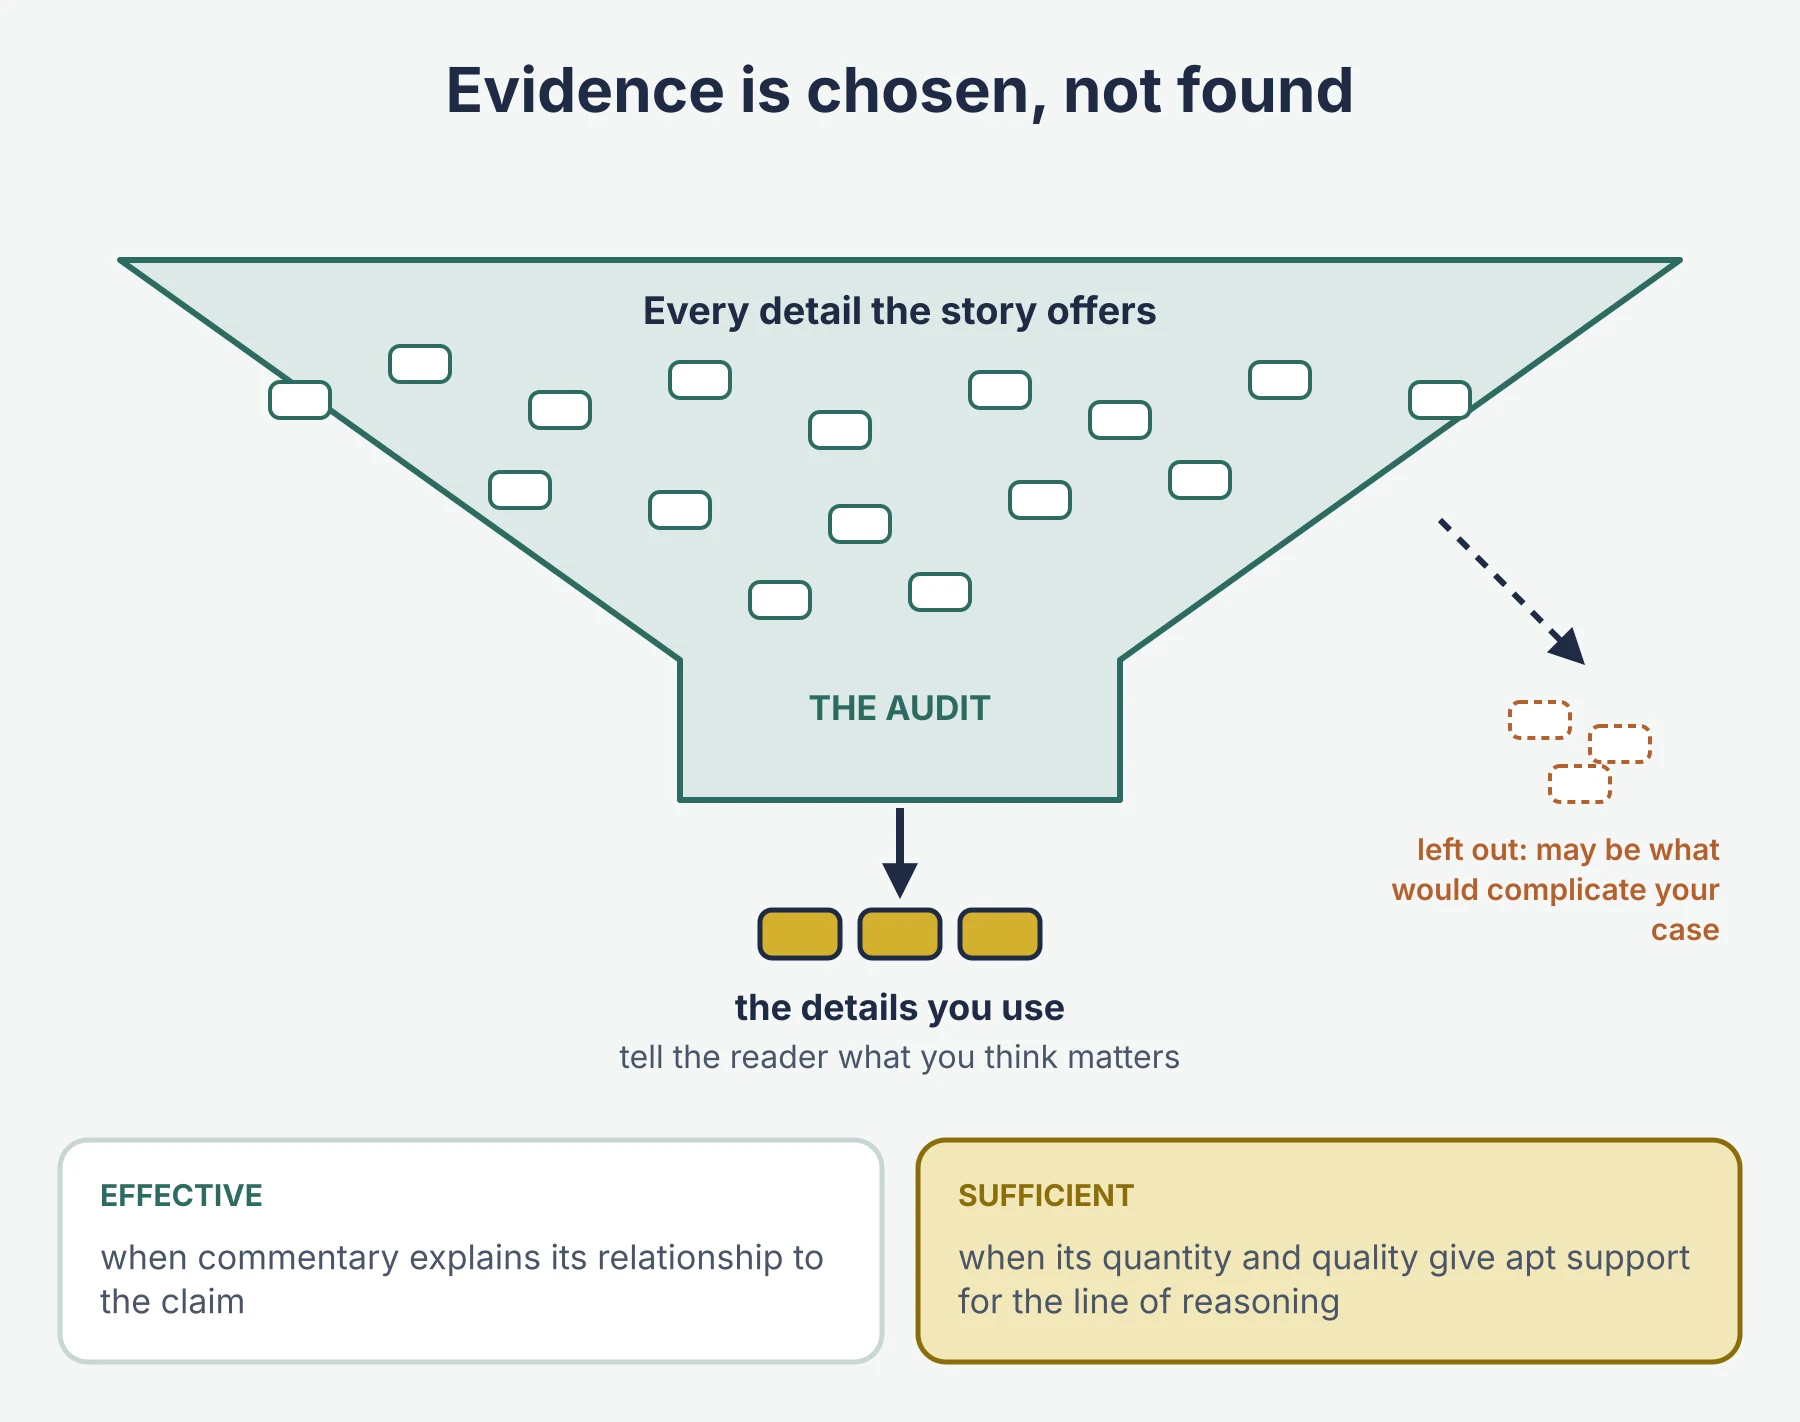 Evidence is chosen, not found
Every detail the story offers
THE AUDIT
left out: may be what
would complicate your
case
the details you use
tell the reader what you think matters
EFFECTIVE
when commentary explains its relationship to
the claim
SUFFICIENT
when its quantity and quality give apt support
for the line of reasoning